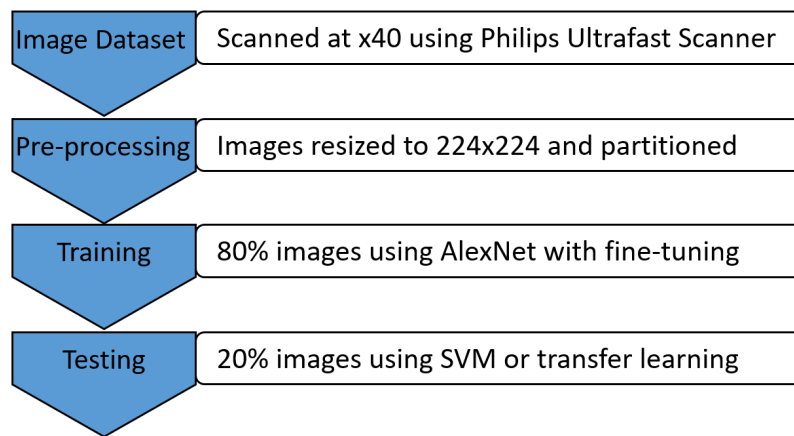 Image Dataset
Scanned at x40 using Philips Ultrafast Scanner
Pre-processing
Images resized to 224x224 and partitioned
Training
80% images using AlexNet with fine-tuning
Testing
20% images using SVM or transfer learning